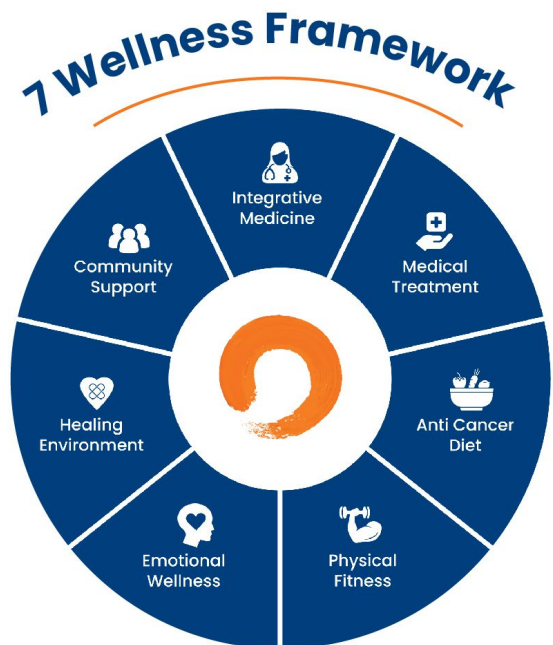 7 Wellness Framework
Integrative
Medicine
Medical
Treatment
Anti Cancer
Diet
Physical
Fitness
Emotional
Wellness
Healing
Environment
Community
Support